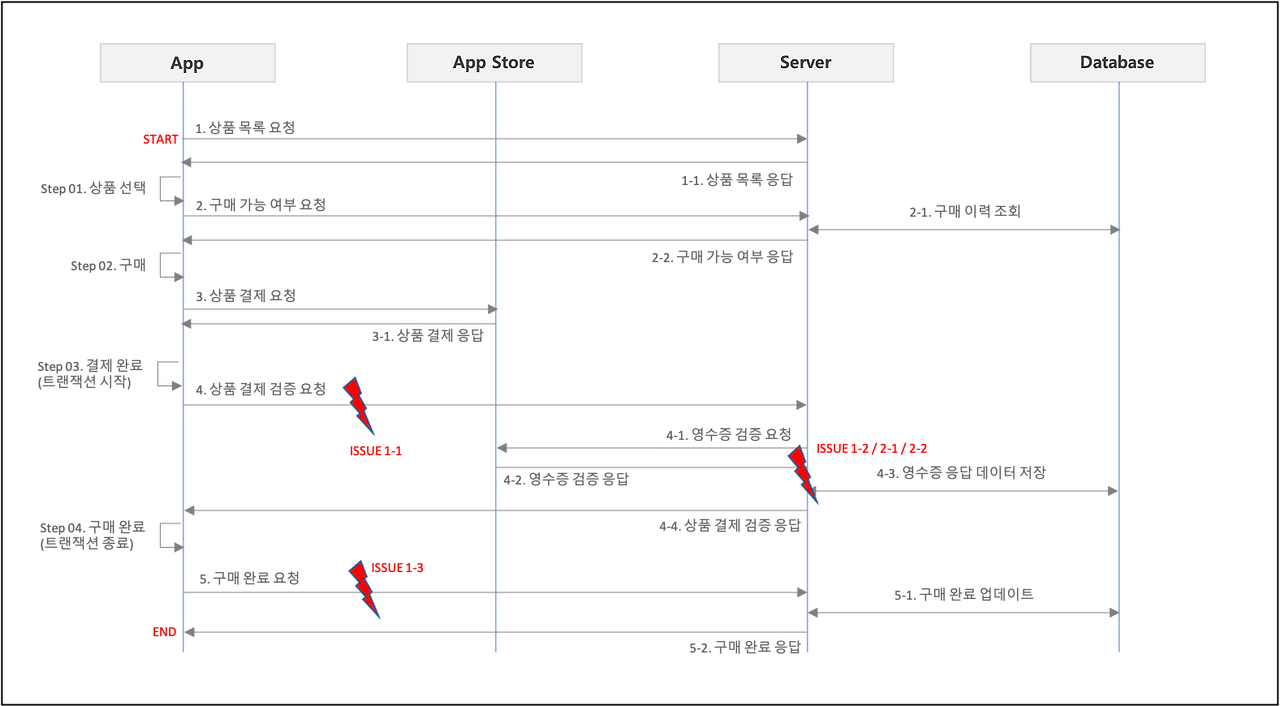 App
App Store
Server
Database
1. 상품 목록 요청
START
1-1. 상품 목록 응답
Step 01. 상품 선택
2. 구매 가능 여부 요청
2-1. 구매 이력 조회
2-2. 구매 가능 여부 응답
Step 02. 구매
3. 상품 결제 요청
3-1. 상품 결제 응답
Step 03. 결제 완료
(트랜잭션 시작)
4. 상품 결제 검증 요청
ISSUE 1-1
4-1. 영수증 검증 요청
ISSUE 1-2 / 2-1 / 2-2
4-2. 영수증 검증 응답
4-3. 영수증 응답 데이터 저장
4-4. 상품 결제 검증 응답
Step 04. 구매 완료
(트랜잭션 종료)
ISSUE 1-3
5. 구매 완료 요청
5-1. 구매 완료 업데이트
END
5-2. 구매 완료 응답